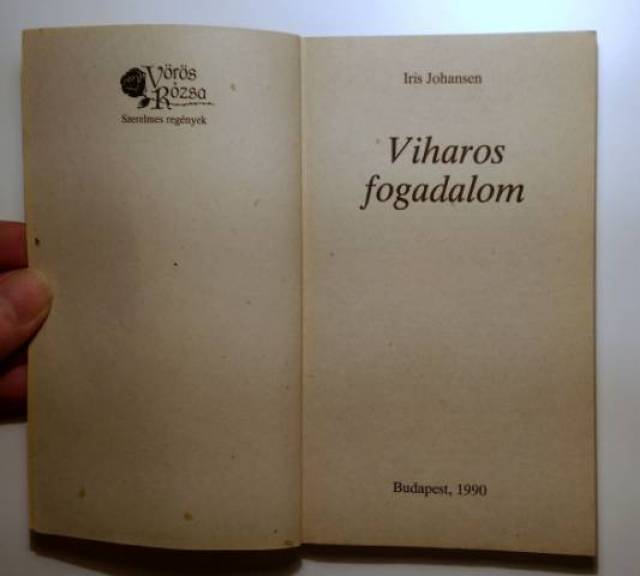 Vörös
Rózsa
Szerelmes regények
Iris Johansen
Viharos
fogadalom
Budapest, 1990